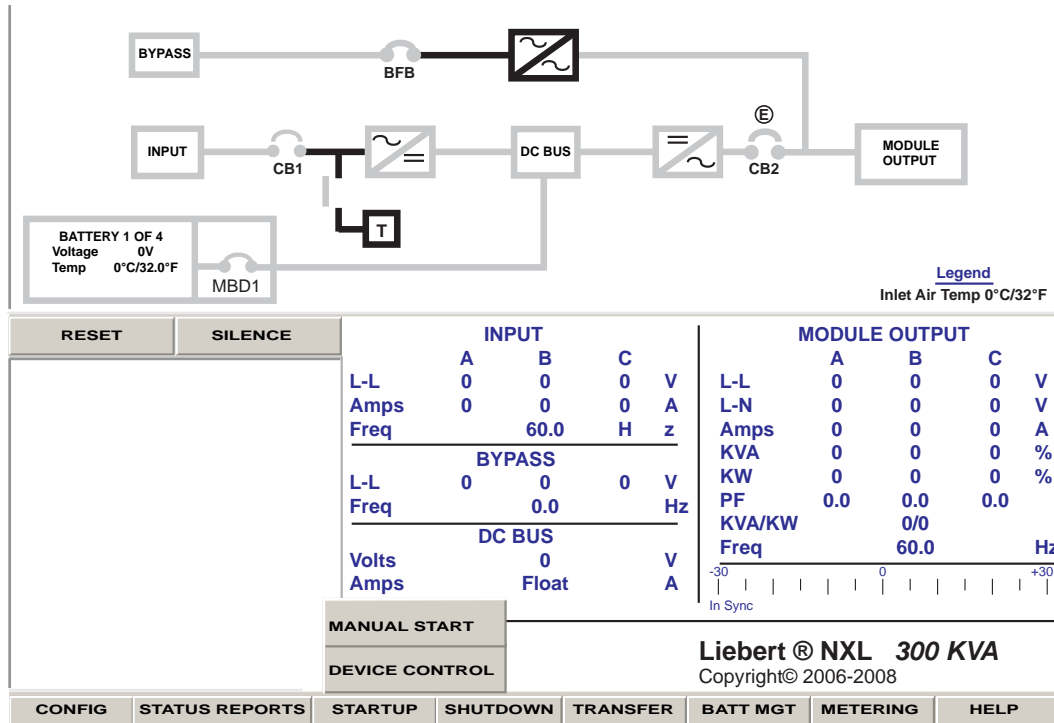 BYPASS
BFB
E
INPUT
CB1
DC BUS
CB2
MODULE
OUTPUT
T
BATTERY 1 OF 4
Voltage 0V
Temp 0°C/32.0°F
MBD1
Legend
Inlet Air Temp 0°C/32°F
RESET SILENCE
INPUT
A B C
L-L 0 0 0 V
Amps 0 0 0 A
Freq 60.0 H z
BYPASS
L-L 0 0 0 V
Freq 0.0 Hz
DC BUS
Volts 0 V
Amps Float A
MODULE OUTPUT
A B C
L-L 0 0 0 V
L-N 0 0 0 V
Amps 0 0 0 A
KVA 0 0 0 %
KW 0 0 0 %
PF 0.0 0.0 0.0
KVA/KW 0/0
Freq 60.0 Hz
-30 0 +30
In Sync
MANUAL START
DEVICE CONTROL
Liebert ® NXL 300 KVA
Copyright© 2006-2008
CONFIG STATUS REPORTS STARTUP SHUTDOWN TRANSFER BATT MGT METERING HELP